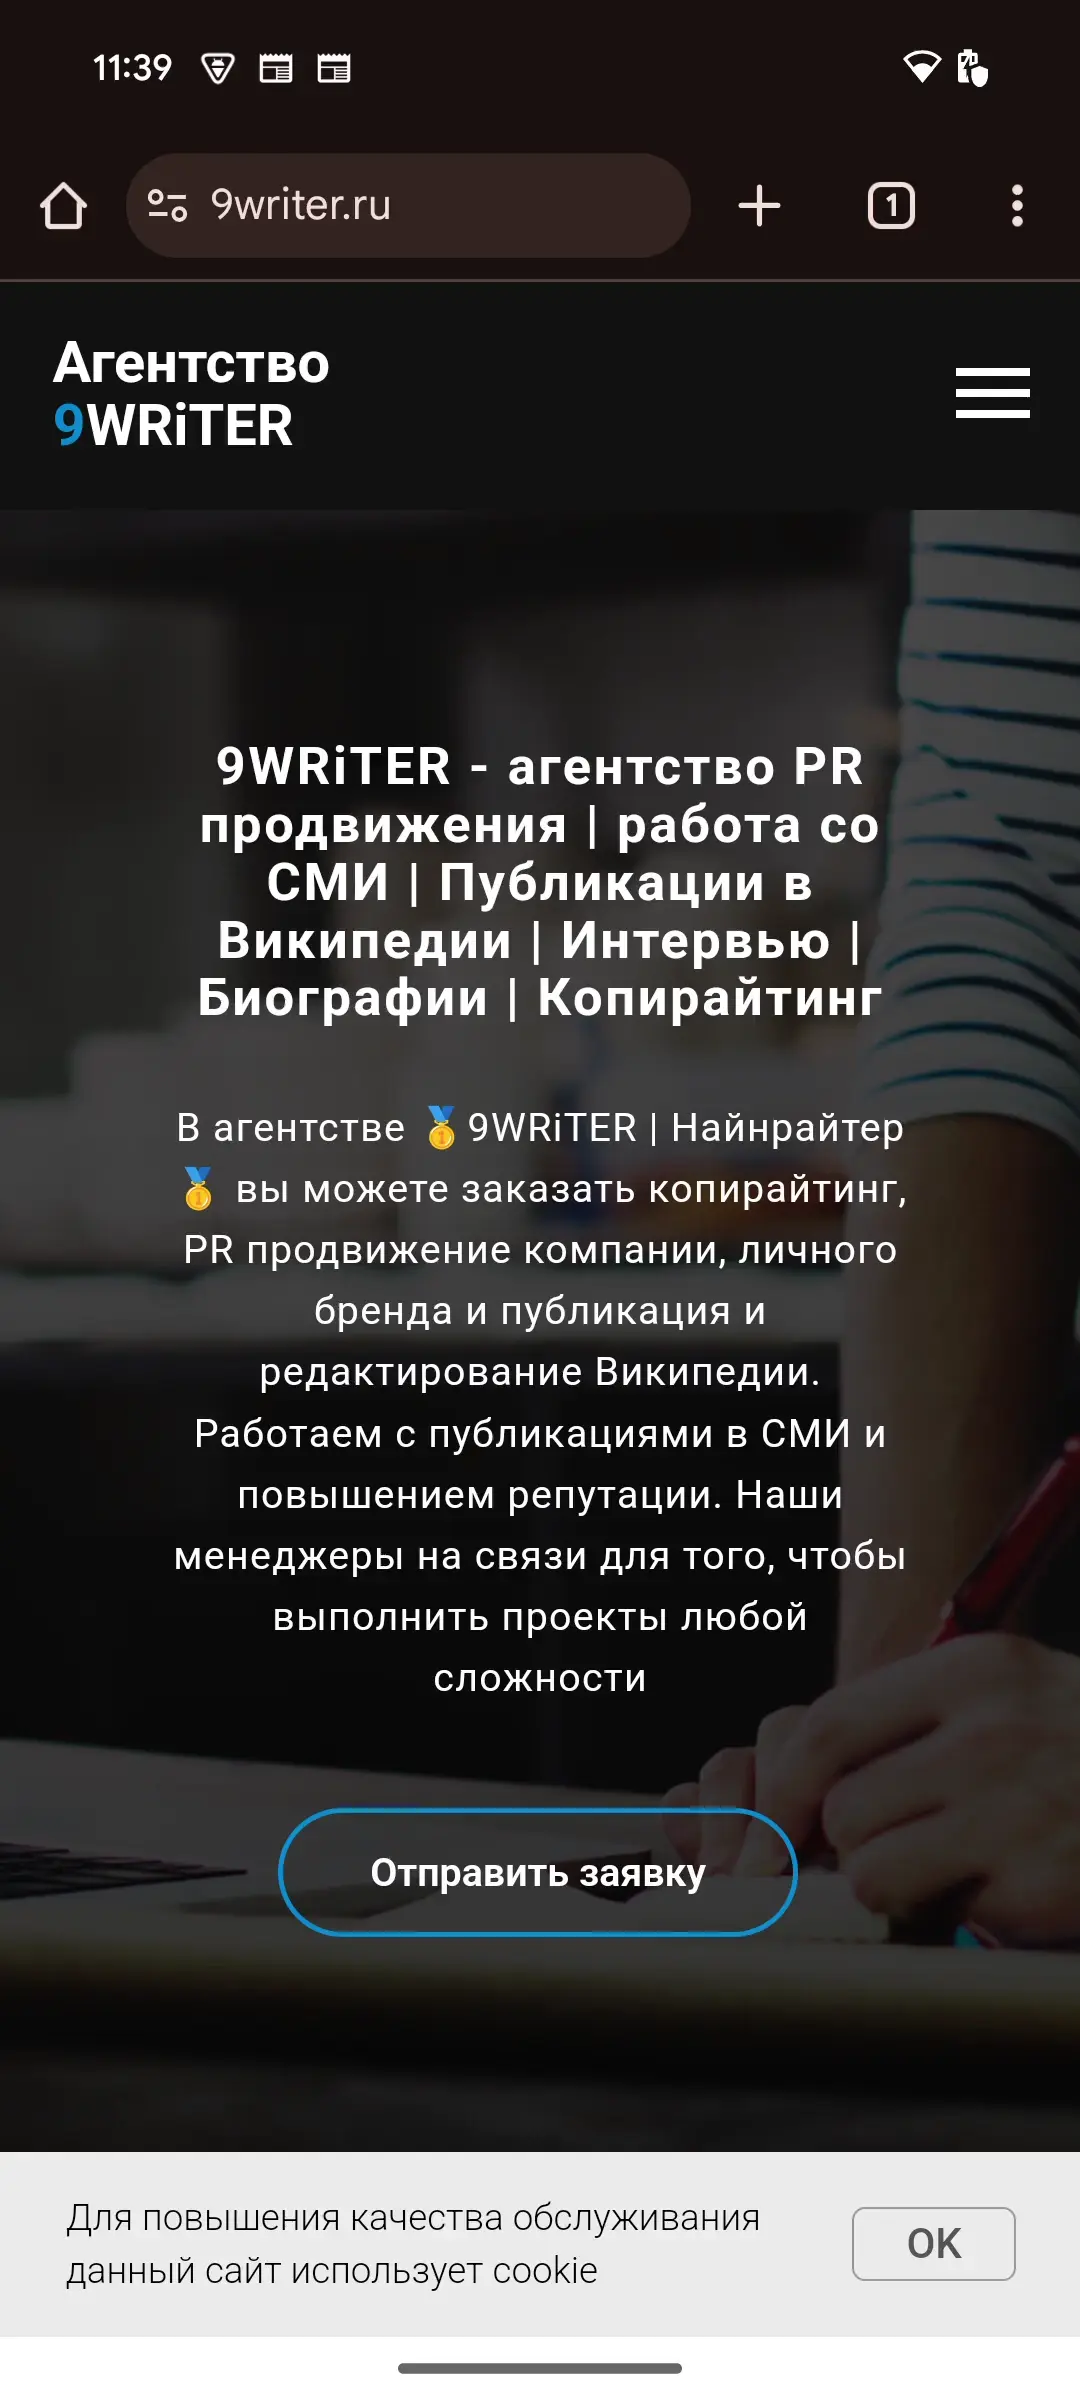 11:39
9writer.ru
1
Агентство
9WRiTER
9WRiTER - агентство PR
продвижения | работа со
СМИ | Публикации в
Википедии | Интервью |
Биографии | Копирайтинг
В агентстве 🥇9WRiTER | Найнрайтер
🥇 вы можете заказать копирайтинг,
PR продвижение компании, личного
бренда и публикация и
редактирование Википедии.
Работаем с публикациями в СМИ и
повышением репутации. Наши
менеджеры на связи для того, чтобы
выполнить проекты любой
сложности
Отправить заявку
Для повышения качества обслуживания
данный сайт использует cookie
OK